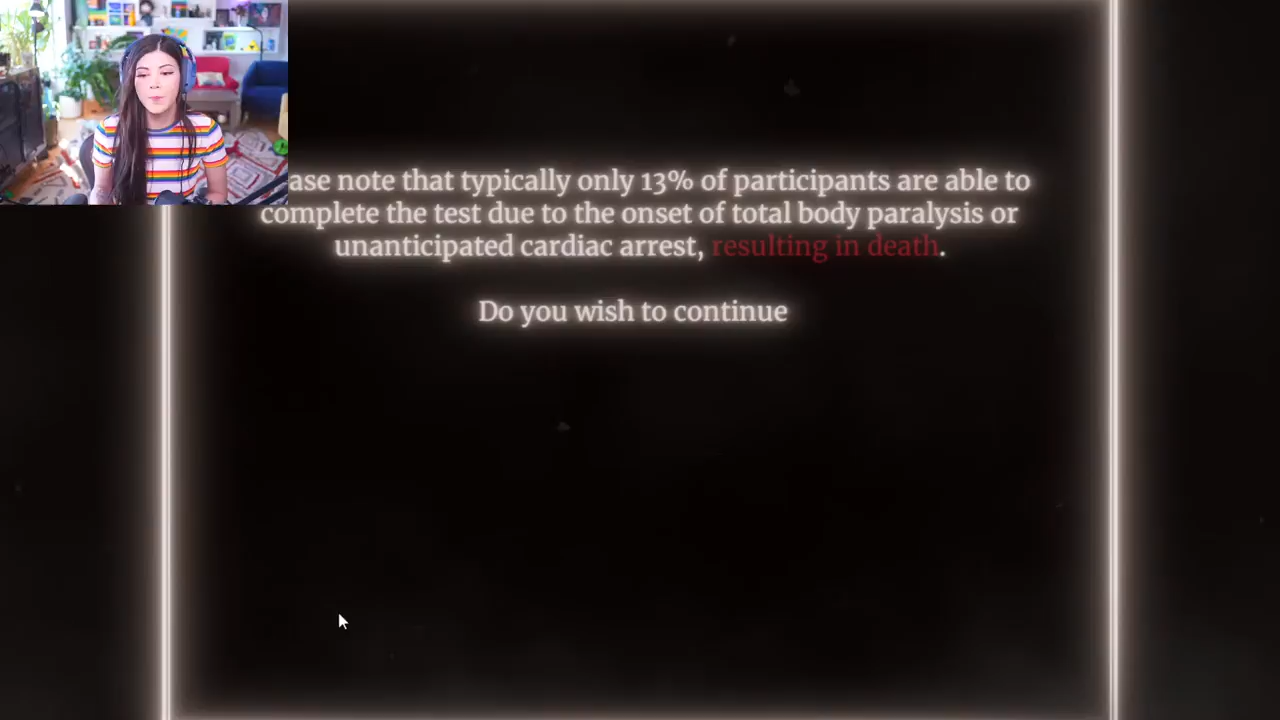 note that typically only 13% of participants are able to
complete the test due to the onset of total body paralysis or
unanticipated cardiac arrest, resulting in death.
Do you wish to continue